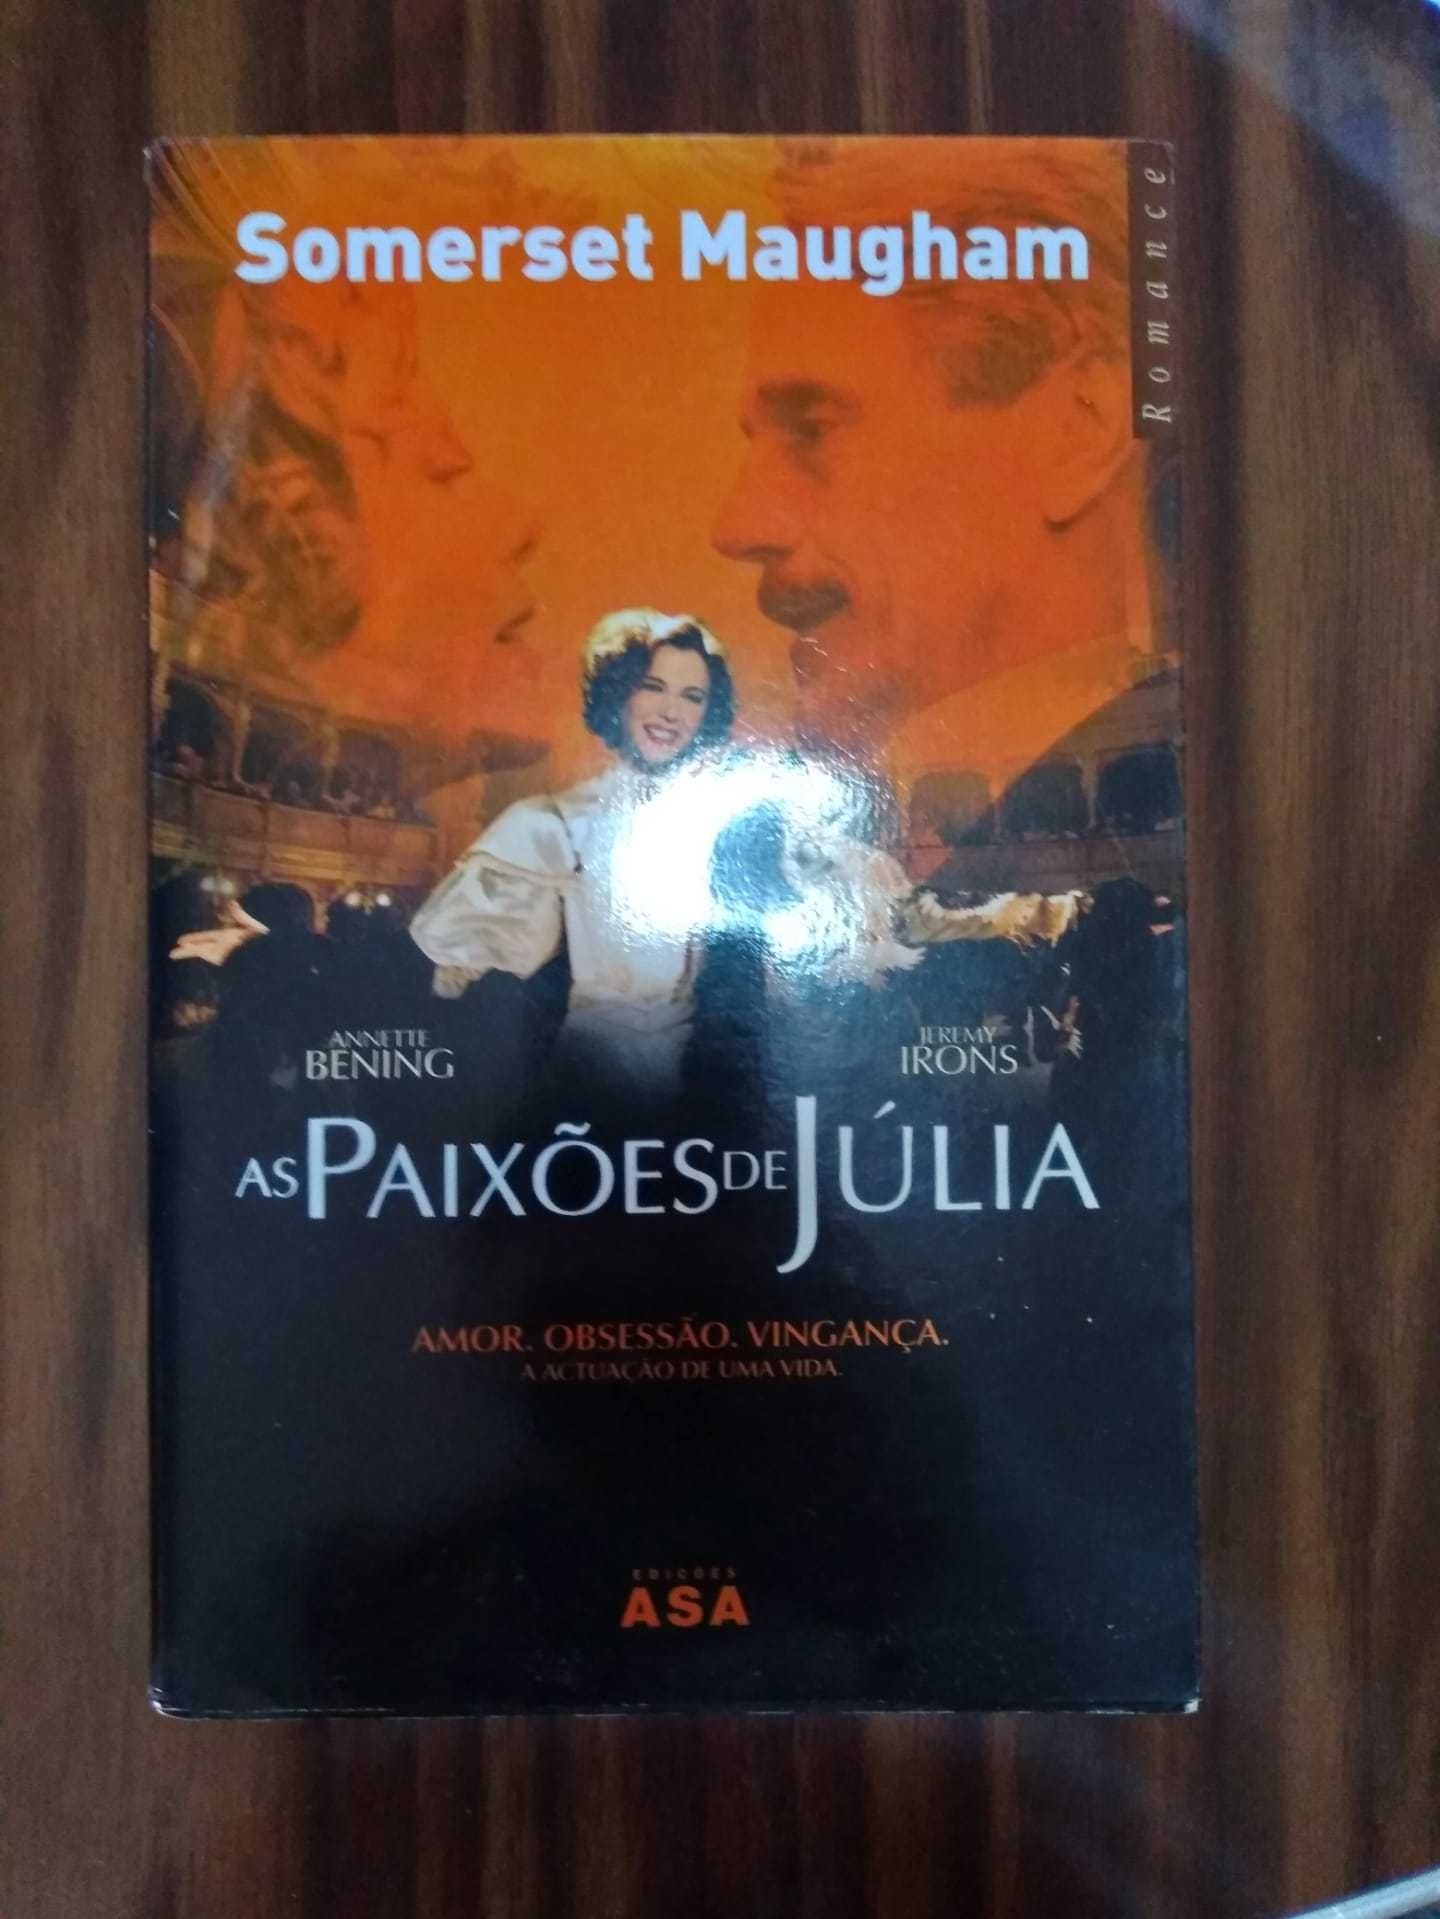 Somerset Maugham
Romance
ANNETTE
BENING
JEREMY
IRONS
AS PAIXÕES DE JÚLIA
AMOR. OBSESSÃO. VINGANÇA.
A ACTUAÇÃO DE UMA VIDA.
EDIÇÕES
ASA